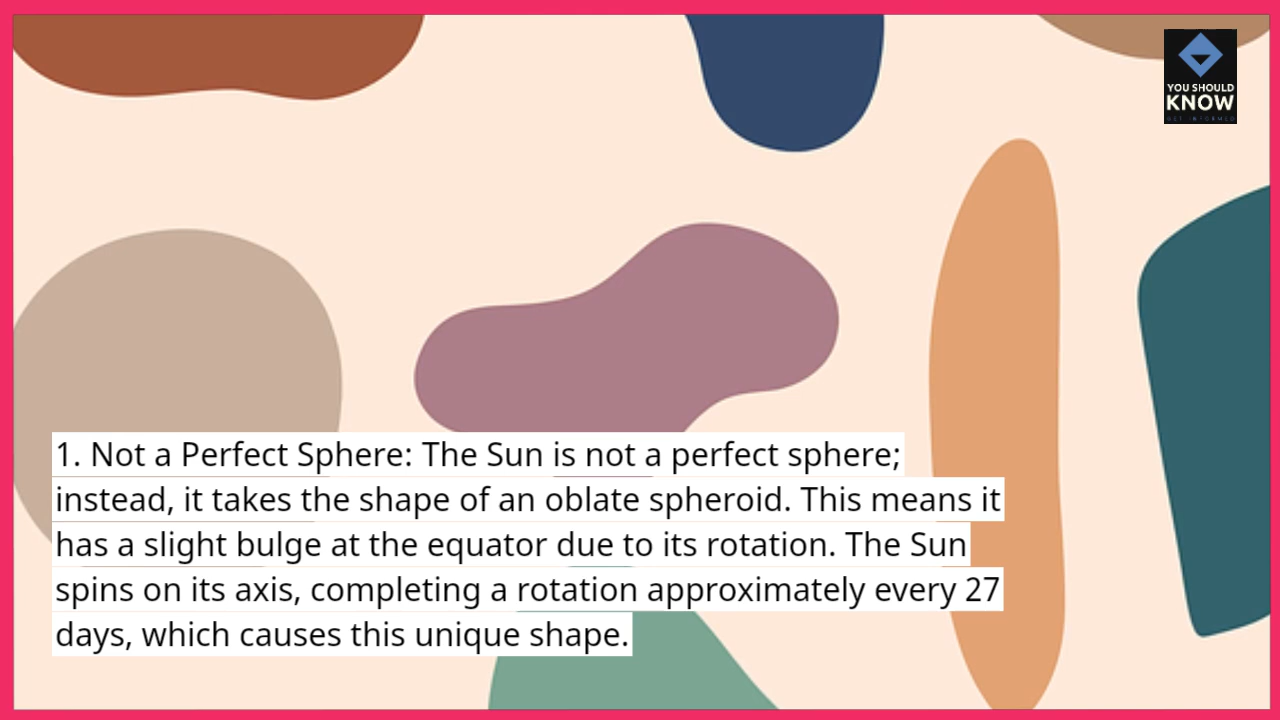 YOU SHOULD
KNOW
GET INFORMED
1. Not a Perfect Sphere: The Sun is not a perfect sphere;
instead, it takes the shape of an oblate spheroid. This means it
has a slight bulge at the equator due to its rotation. The Sun
spins on its axis, completing a rotation approximately every 27
days, which causes this unique shape.